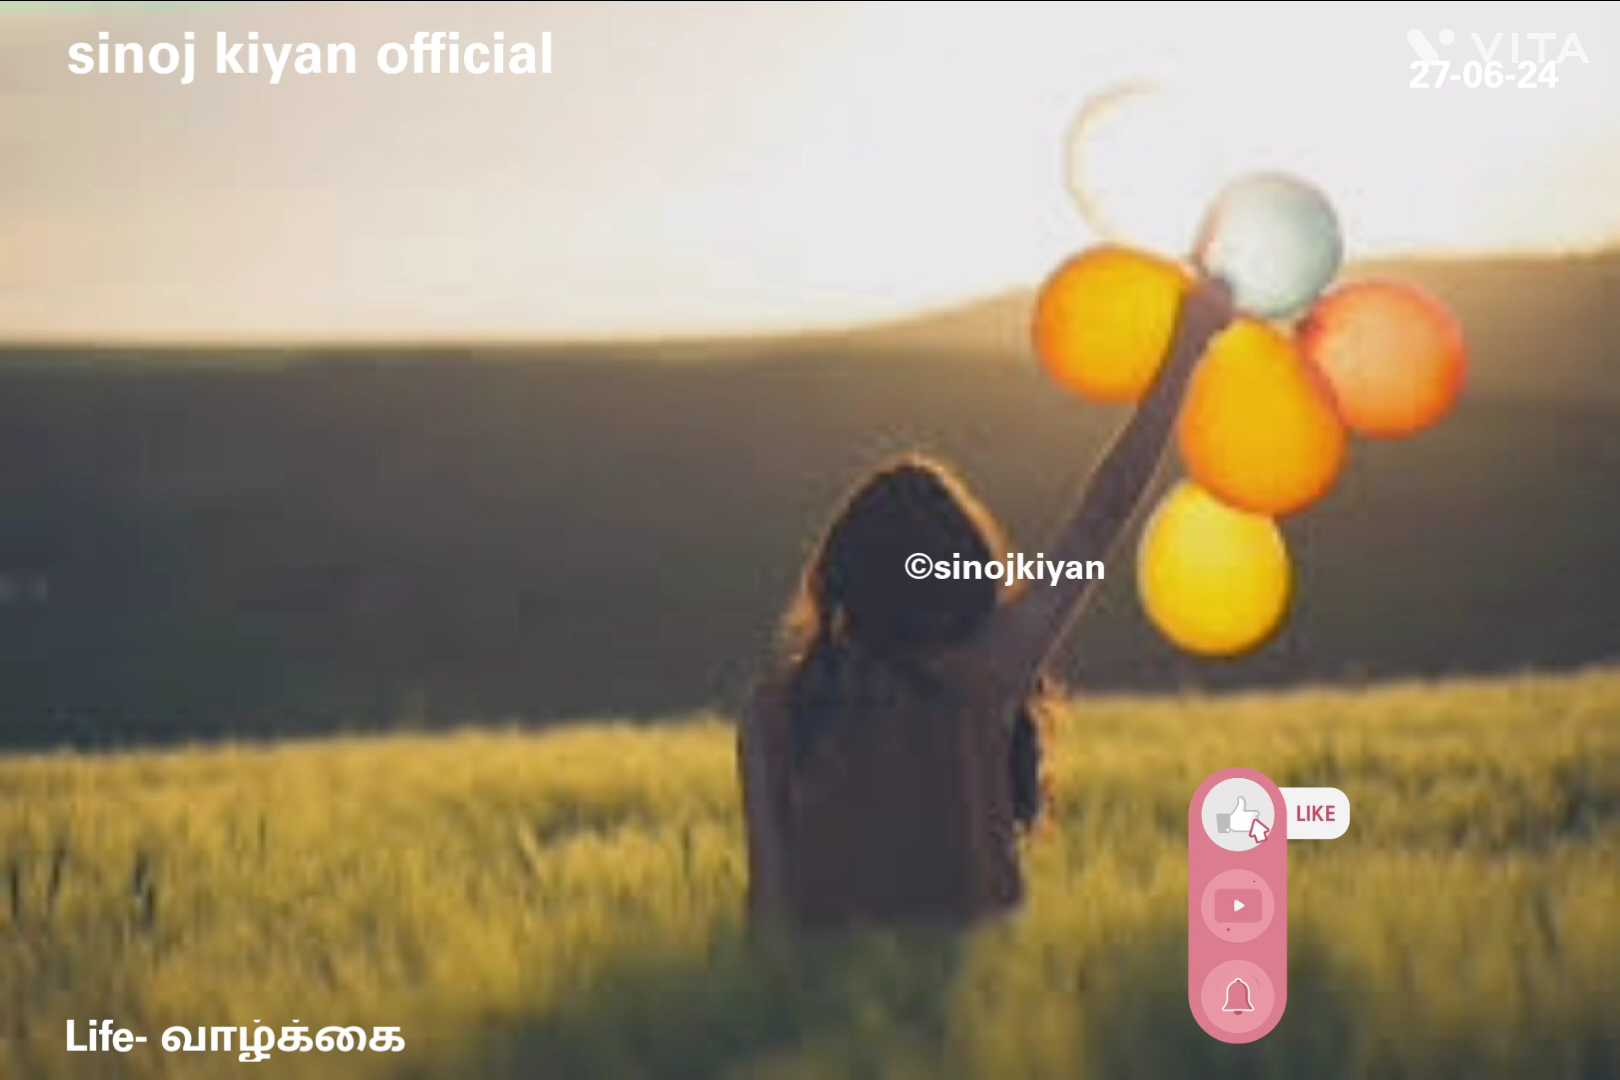 sinoj kiyan official
VITA
27-06-24
©sinojkiyan
LIKE
Life- வாழ்க்கை